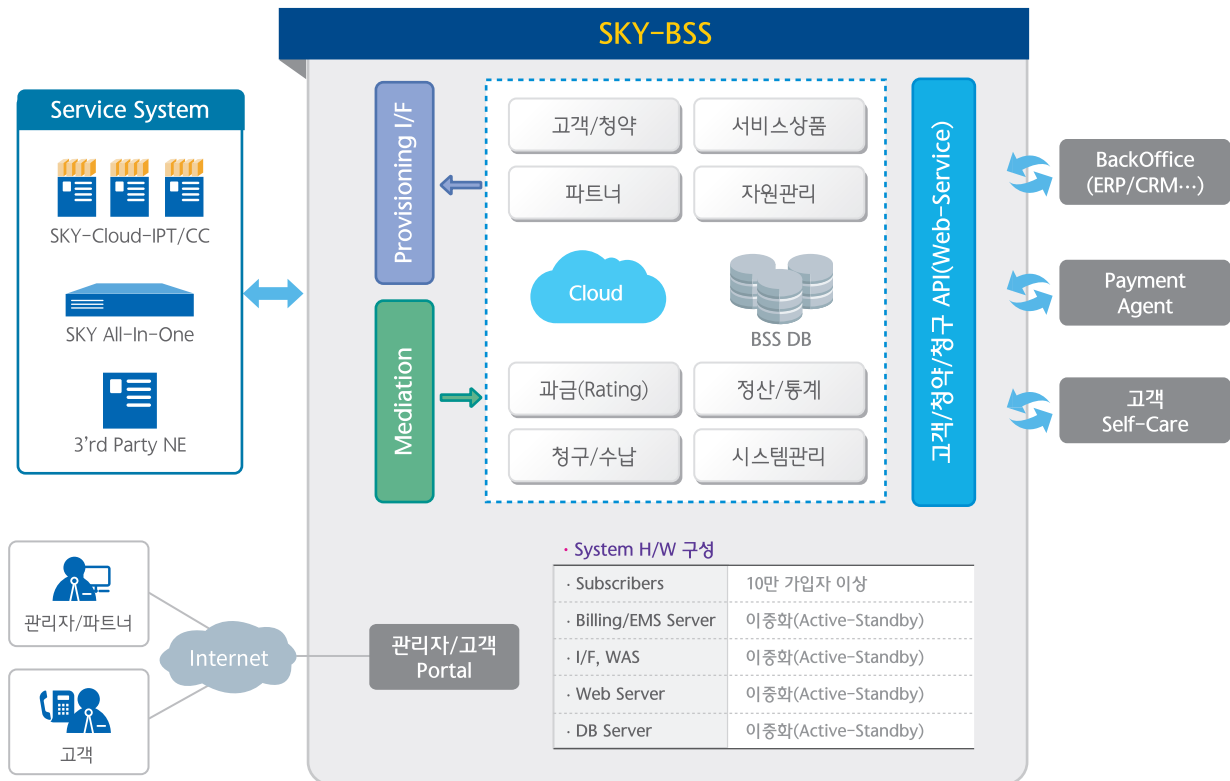 SKY-BSS
Service System
SKY-Cloud-IPT/CC
SKY All-In-One
3’rd Party NE
Provisioning I/F
Mediation
고객/청약
서비스상품
파트너
자원관리
Cloud
BSS DB
과금(Rating)
정산/통계
청구/수납
시스템관리
고객/청약/청구 API(Web-Service)
BackOffice
(ERP/CRM…)
Payment
Agent
고객
Self-Care
관리자/파트너
고객
Internet
관리자/고객
Portal
· System H/W 구성
· Subscribers 10만 가입자 이상
· Billing/EMS Server 이중화(Active-Standby)
· I/F, WAS 이중화(Active-Standby)
· Web Server 이중화(Active-Standby)
· DB Server 이중화(Active-Standby)